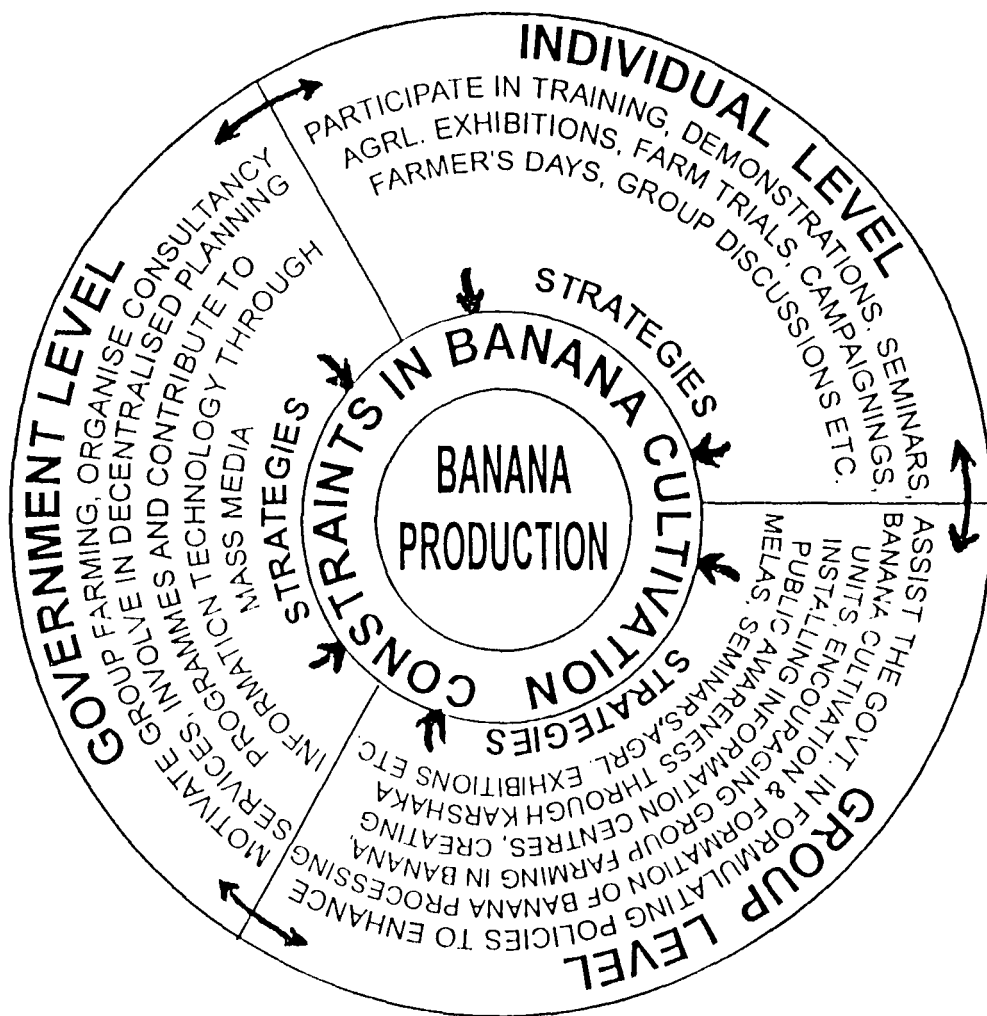 BANANA
PRODUCTION
CONSTRAINTS IN BANANA CULTIVATION
INDIVIDUAL LEVEL
PARTICIPATE IN TRAINING, DEMONSTRATIONS. SEMINARS,
AGRL. EXHIBITIONS, FARM TRIALS, CAMPAIGNINGS,
FARMER'S DAYS, GROUP DISCUSSIONS ETC.
STRATEGIES
GROUP LEVEL
ASSIST THE GOVT. IN FORMULATING POLICIES TO ENHANCE
BANANA CULTIVATION & FORMATION OF BANANA PROCESSING
UNITS, ENCOURAGING GROUP FARMING IN BANANA,
INSTALLING INFORMATION CENTRES, CREATING
PUBLIC AWARENESS THROUGH KARSHAKA
MELAS, SEMINARS,AGRL. EXHIBITIONS ETC.
STRATEGIES
GOVERNMENT LEVEL
MOTIVATE GROUP FARMING, ORGANISE CONSULTANCY
SERVICES, INVOLVE IN DECENTRALISED PLANNING
PROGRAMMES AND CONTRIBUTE TO
INFORMATICN TECHNOLOGY THROUGH
MASS MEDIA
STRATEGIES